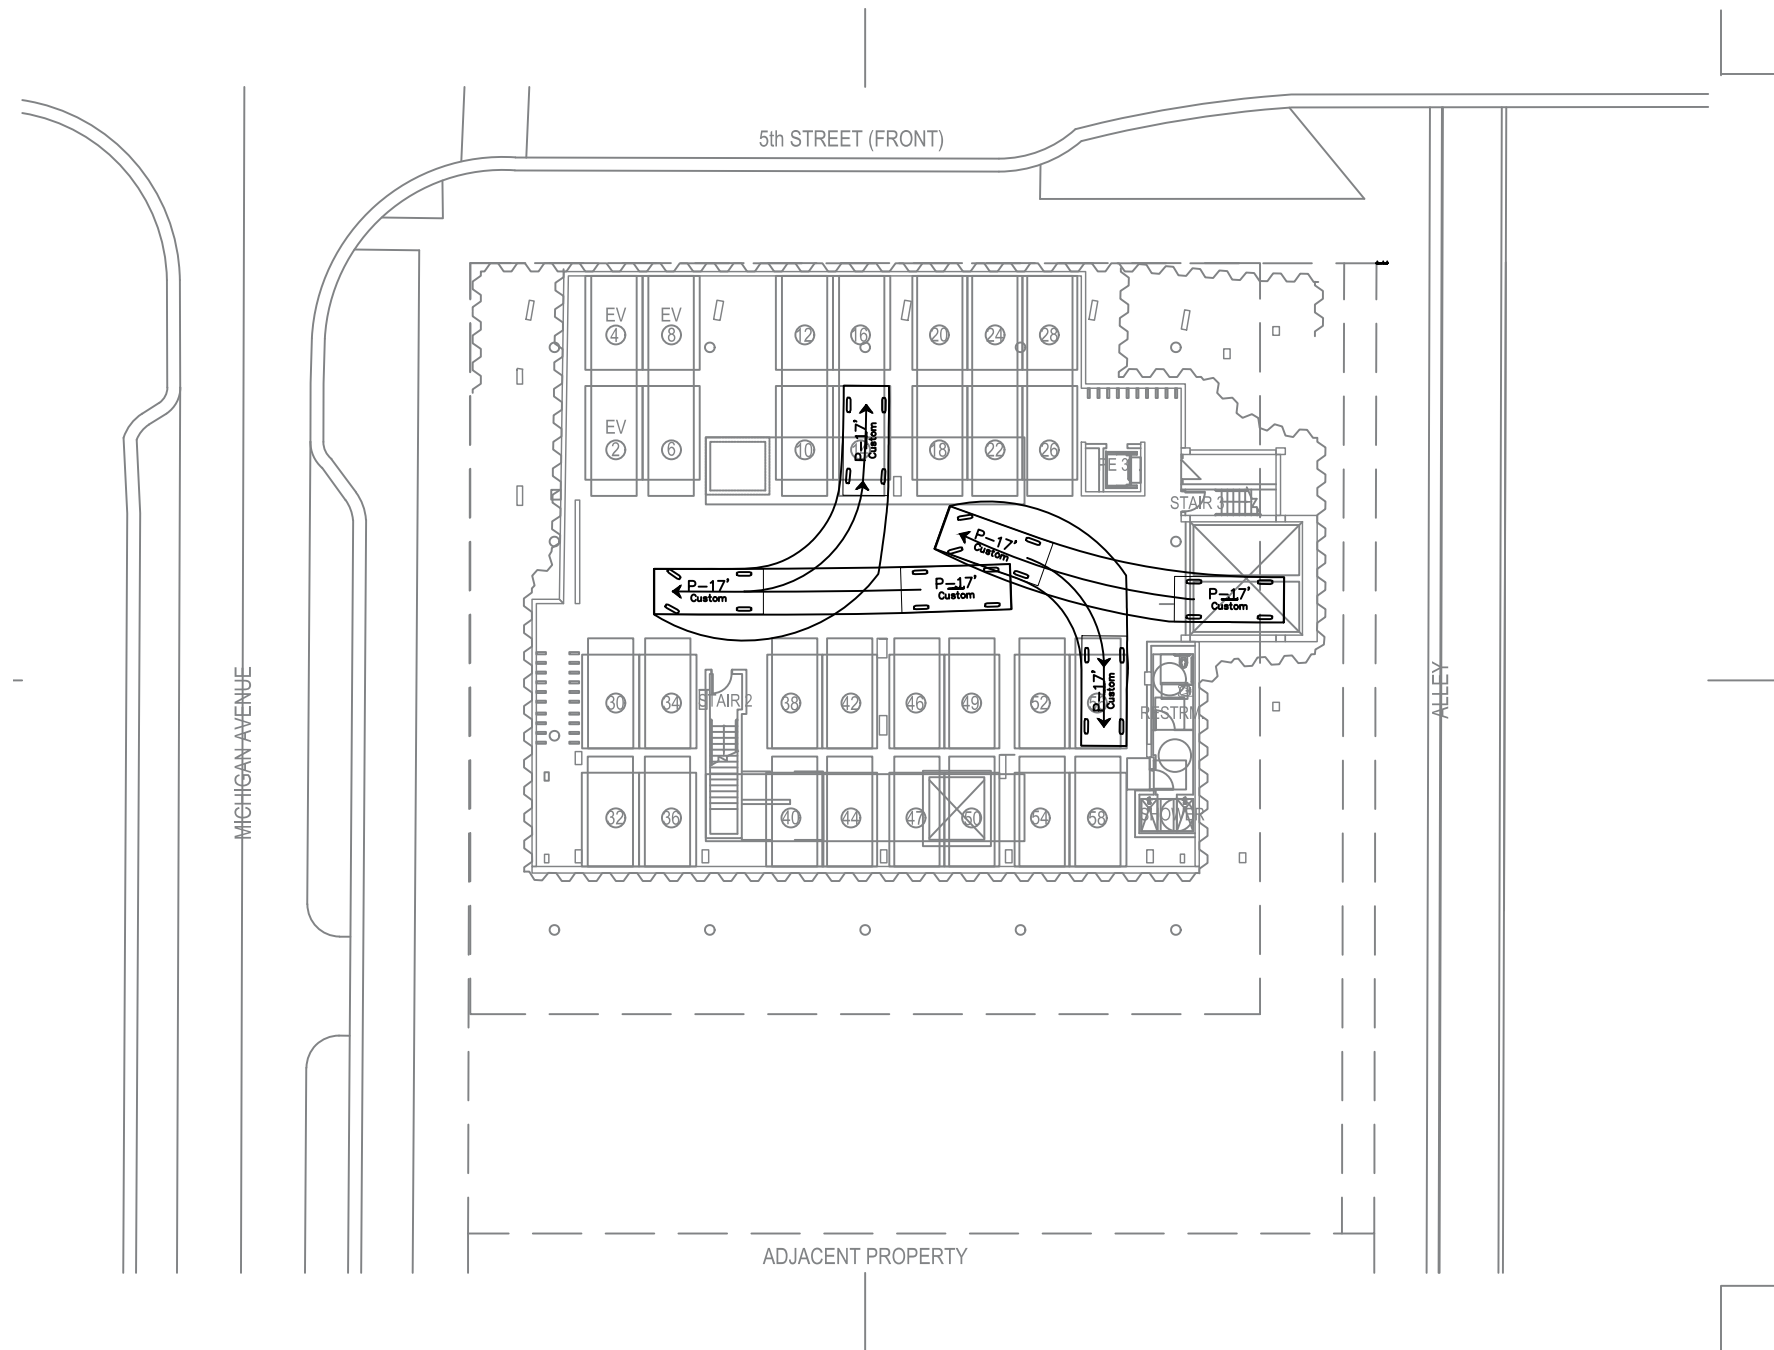 5th STREET (FRONT)
EV
EV
4
8
12
16
20
24
28
EV
2
6
10
P-17'
Custom
18
22
26
STAIR 3
P-17'
Custom
P-17'
Custom
P-17'
Custom
P-17'
Custom
30
34
STAIR 2
38
42
46
49
52
P-17'
Custom
32
36
40
44
47
50
54
58
SHOWER
MICHIGAN AVENUE
ALLEY
ADJACENT PROPERTY